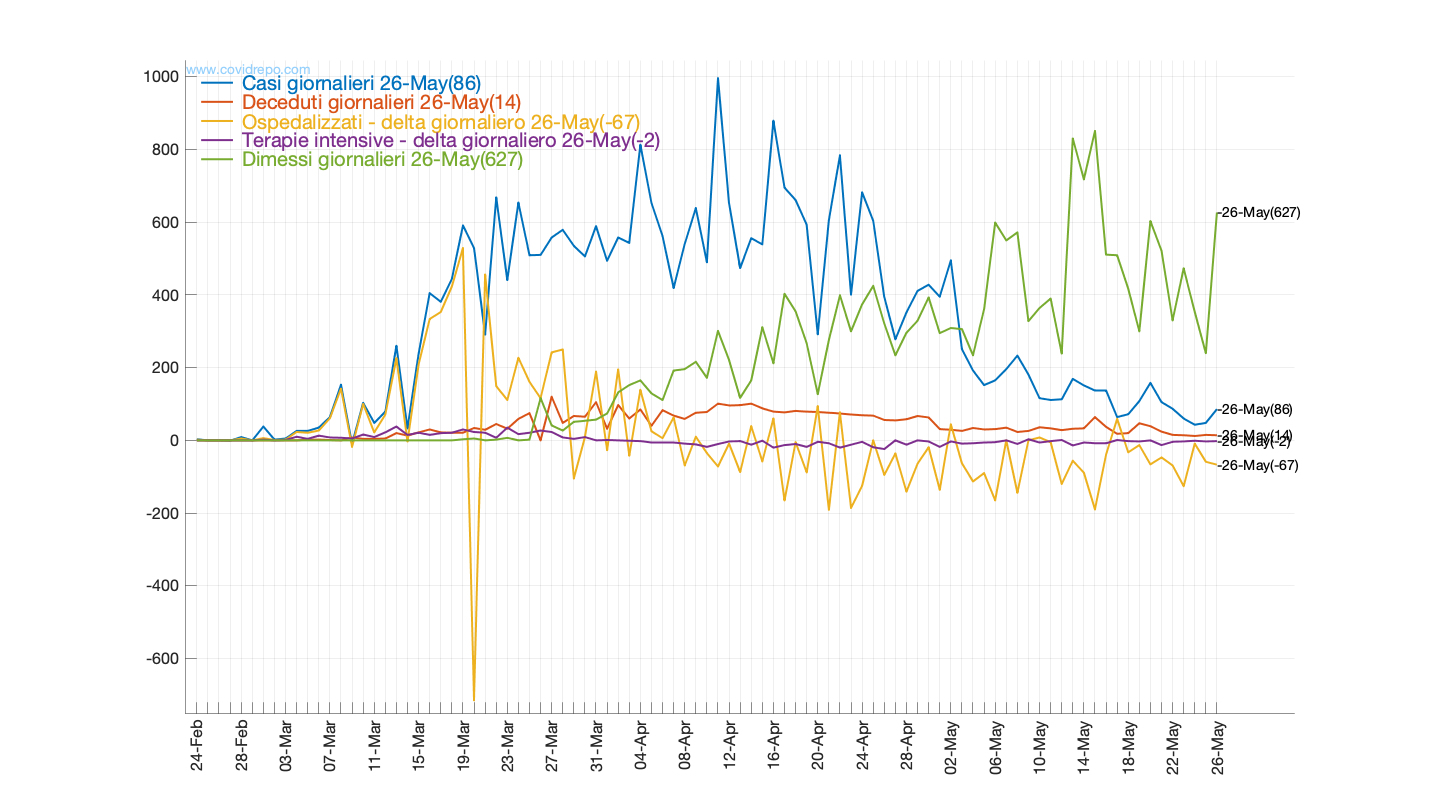 www.covidrepo.com
Casi giornalieri 26-May(86)
Deceduti giornalieri 26-May(14)
Ospedalizzati - delta giornaliero 26-May(-67)
Terapie intensive - delta giornaliero 26-May(-2)
Dimessi giornalieri 26-May(627)
1000
800
600
400
200
0
-200
-400
-600
-26-May(627)
-26-May(86)
-26-May(14)
-26-May(-2)
-26-May(-67)
24-Feb
28-Feb
03-Mar
07-Mar
11-Mar
15-Mar
19-Mar
23-Mar
27-Mar
31-Mar
04-Apr
08-Apr
12-Apr
16-Apr
20-Apr
24-Apr
28-Apr
02-May
06-May
10-May
14-May
18-May
22-May
26-May